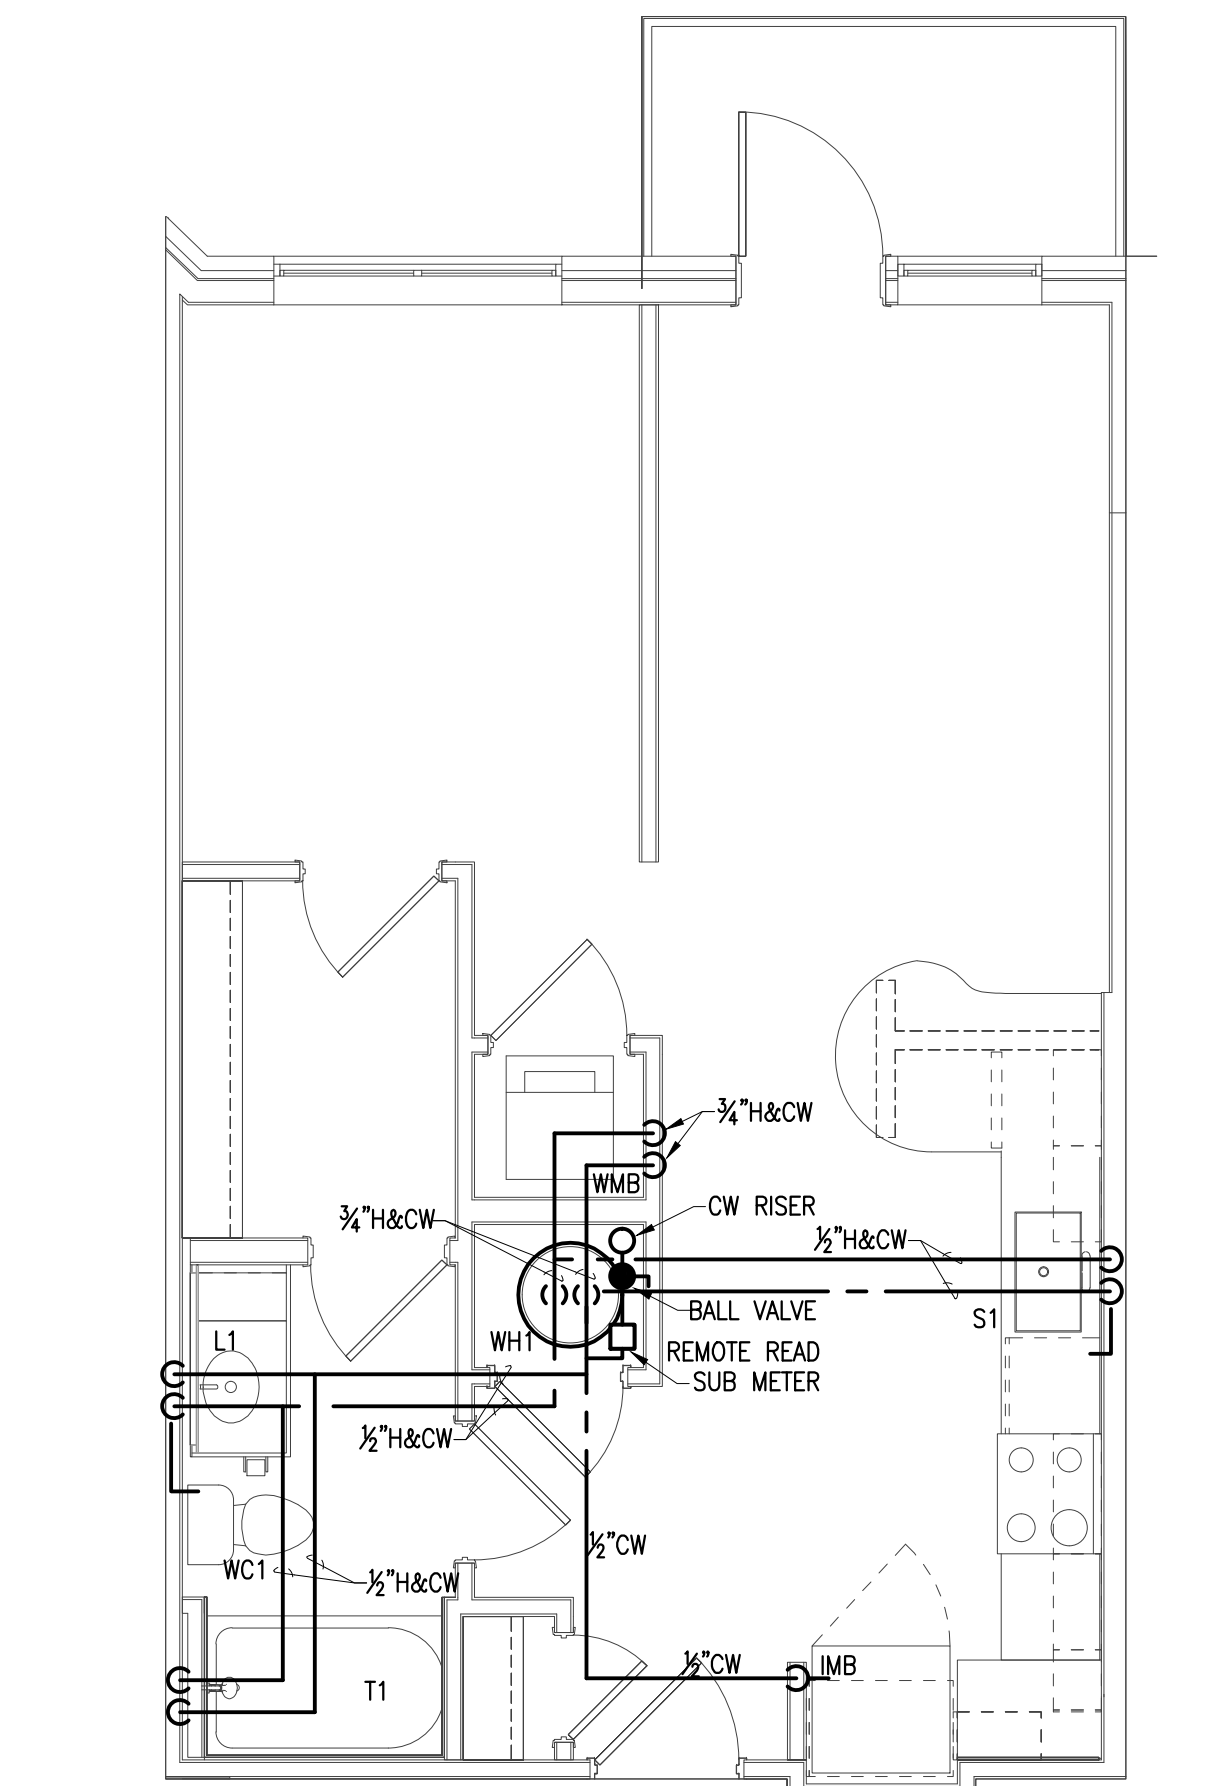 ¾"H&CW
WMB
CW RISER
¾"H&CW
½"H&CW
BALL VALVE
S1
L1
WH1
REMOTE READ
SUB METER
½"H&CW
½"CW
WC1
½"H&CW
½"CW
IMB
T1